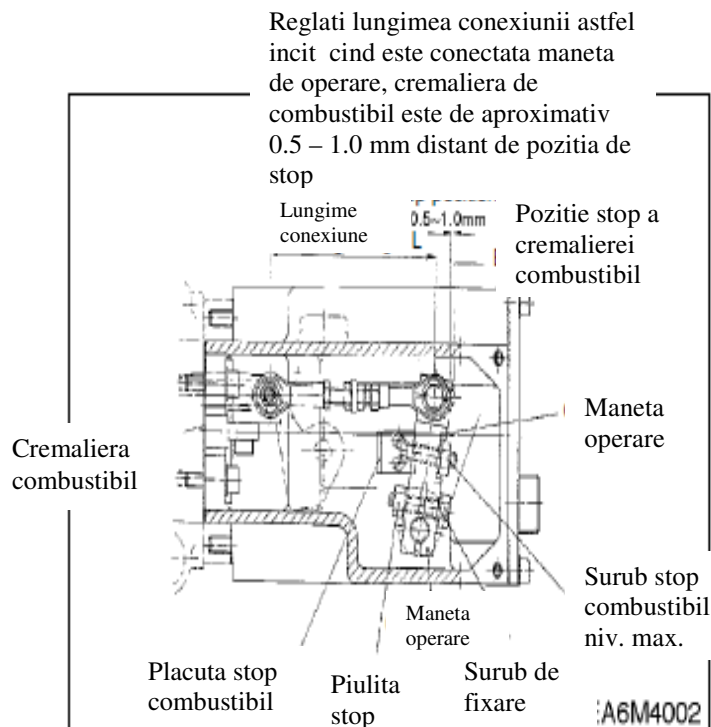 Reglati lungimea conexiunii astfel
incit cind este conectata maneta
de operare, cremaliera de
combustibil este de aproximativ
0.5 – 1.0 mm distant de pozitia de
stop
Lungime
conexiune
0.5~1.0mm
L
Pozitie stop a
cremalierei
combustibil
Maneta
operare
Cremaliera
combustibil
Surub stop
combustibil
niv. max.
Maneta
operare
Placuta stop
combustibil
Piulita
stop
Surub de
fixare
A6M4002